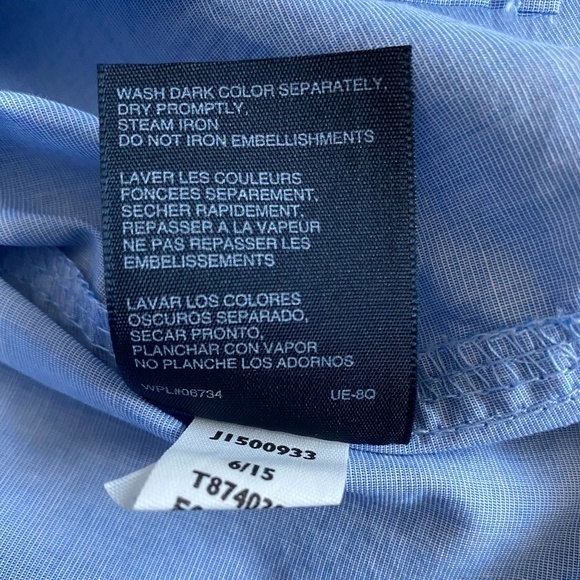 WASH DARK COLOR SEPARATELY,
DRY PROMPTLY,
STEAM IRON
DO NOT IRON EMBELLISHMENTS
LAVER LES COULEURS
FONCEES SEPAREMENT,
SECHER RAPIDEMENT,
REPASSER À LA VAPEUR
NE PAS REPASSER LES
EMBELISSEMENTS
LAVAR LOS COLORES
OSCUROS SEPARADO,
SECAR PRONTO,
PLANCHAR CON VAPOR
NO PLANCHE LOS ADORNOS
WPL#06734 UE-8Q
J1500933
6/15